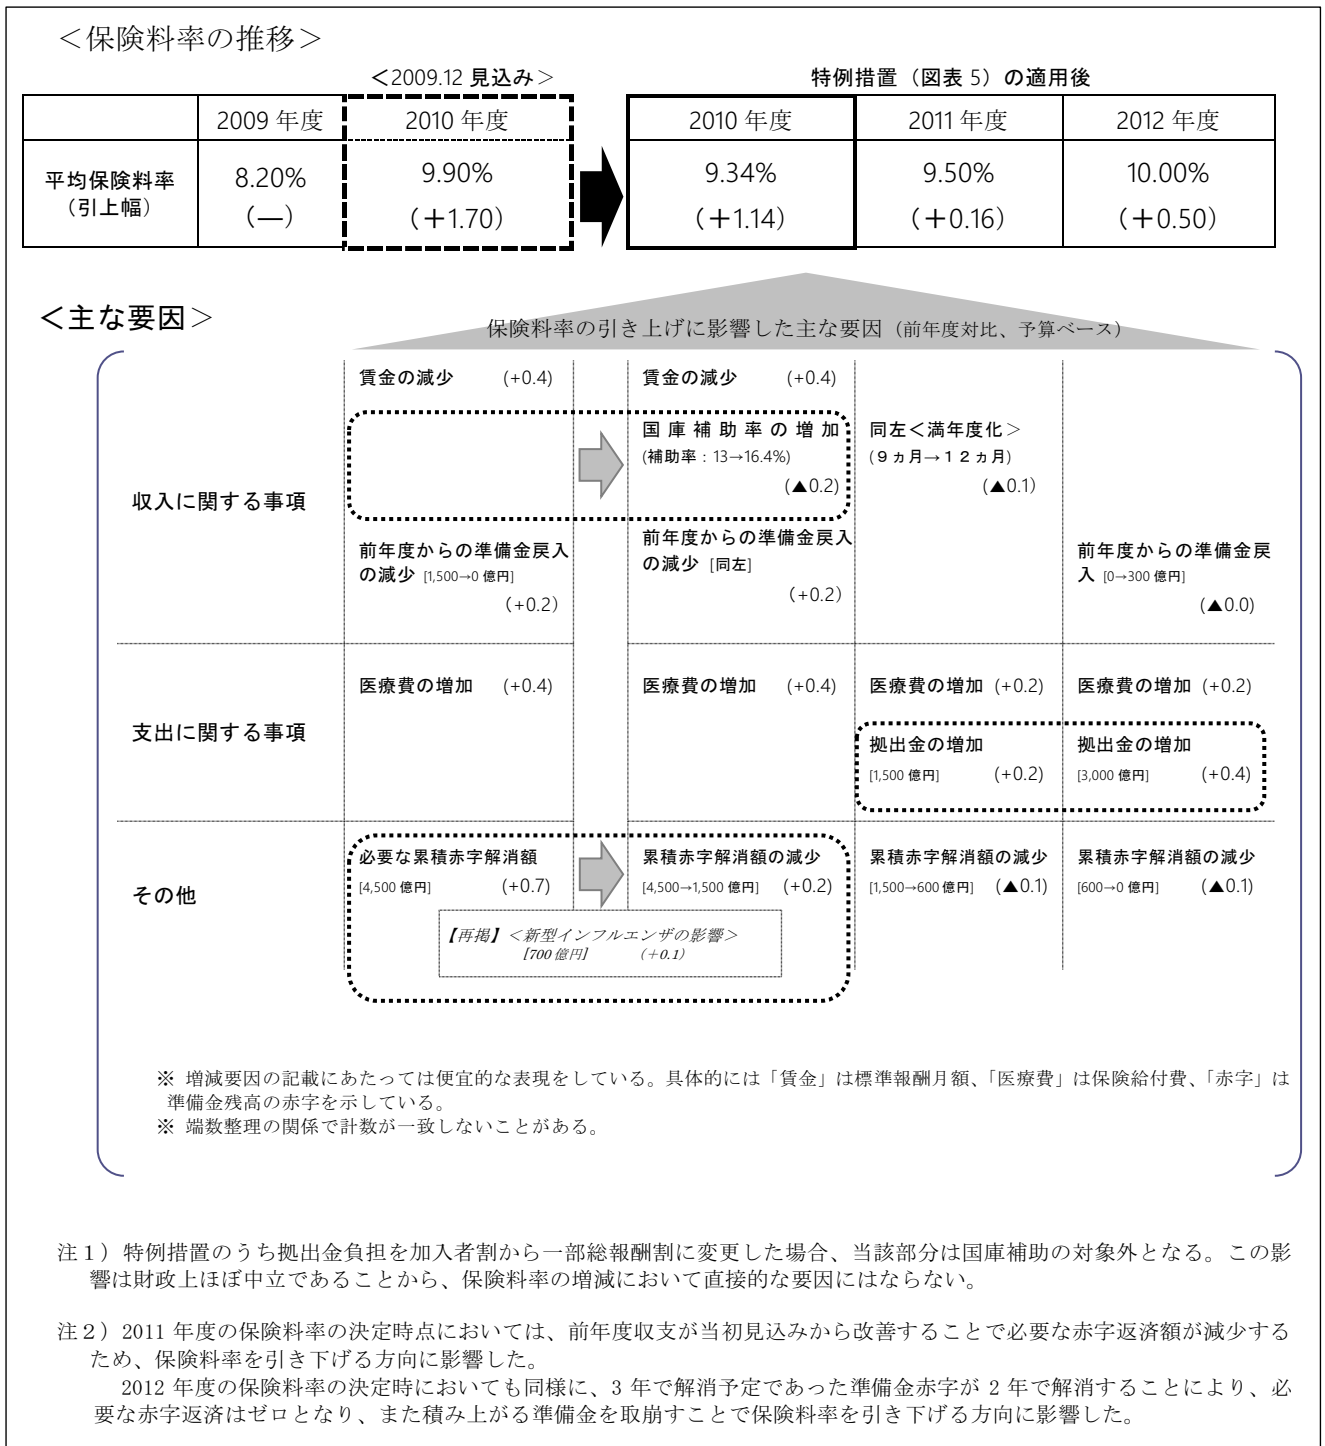 ＜保険料率の推移＞
＜2009.12 見込み＞
特例措置（図表 5）の適用後
2009 年度
2010 年度
2010 年度
2011 年度
2012 年度
平均保険料率
（引上幅）
8.20%
（―）
9.90%
（＋1.70）
9.34%
（＋1.14）
9.50%
（＋0.16）
10.00%
（＋0.50）
＜主な要因＞
保険料率の引き上げに影響した主な要因（前年度対比、予算ベース）
収入に関する事項
賃金の減少 (+0.4)
前年度からの準備金戻入
の減少 [1,500→0 億円]
（+0.2）
賃金の減少 (+0.4)
国庫補助率の増加
(補助率：13→16.4%)
(▲0.2)
前年度からの準備金戻入
の減少 [同左]
（+0.2）
同左＜満年度化＞
(９ヵ月→１２ヵ月)
(▲0.1)
前年度からの準備金戻
入 [0→300 億円]
(▲0.0)
支出に関する事項
医療費の増加 (+0.4)
医療費の増加 (+0.4)
医療費の増加 (+0.2)
拠出金の増加
[1,500 億円] (+0.2)
医療費の増加 (+0.2)
拠出金の増加
[3,000 億円] (+0.4)
その他
必要な累積赤字解消額
[4,500 億円] (+0.7)
累積赤字解消額の減少
[4,500→1,500 億円] (+0.2)
累積赤字解消額の減少
[1,500→600 億円] (▲0.1)
累積赤字解消額の減少
[600→0 億円] (▲0.1)
【再掲】＜新型インフルエンザの影響＞
[700 億円] （＋0.1）
※ 増減要因の記載にあたっては便宜的な表現をしている。具体的には「賃金」は標準報酬月額、「医療費」は保険給付費、「赤字」は
準備金残高の赤字を示している。
※ 端数整理の関係で計数が一致しないことがある。
注１）特例措置のうち拠出金負担を加入者割から一部総報酬割に変更した場合、当該部分は国庫補助の対象外となる。この影
響は財政上ほぼ中立であることから、保険料率の増減において直接的な要因にはならない。
注２）2011 年度の保険料率の決定時点においては、前年度収支が当初見込みから改善することで必要な赤字返済額が減少する
ため、保険料率を引き下げる方向に影響した。
2012 年度の保険料率の決定時においても同様に、3 年で解消予定であった準備金赤字が 2 年で解消することにより、必
要な赤字返済はゼロとなり、また積み上がる準備金を取崩すことで保険料率を引き下げる方向に影響した。